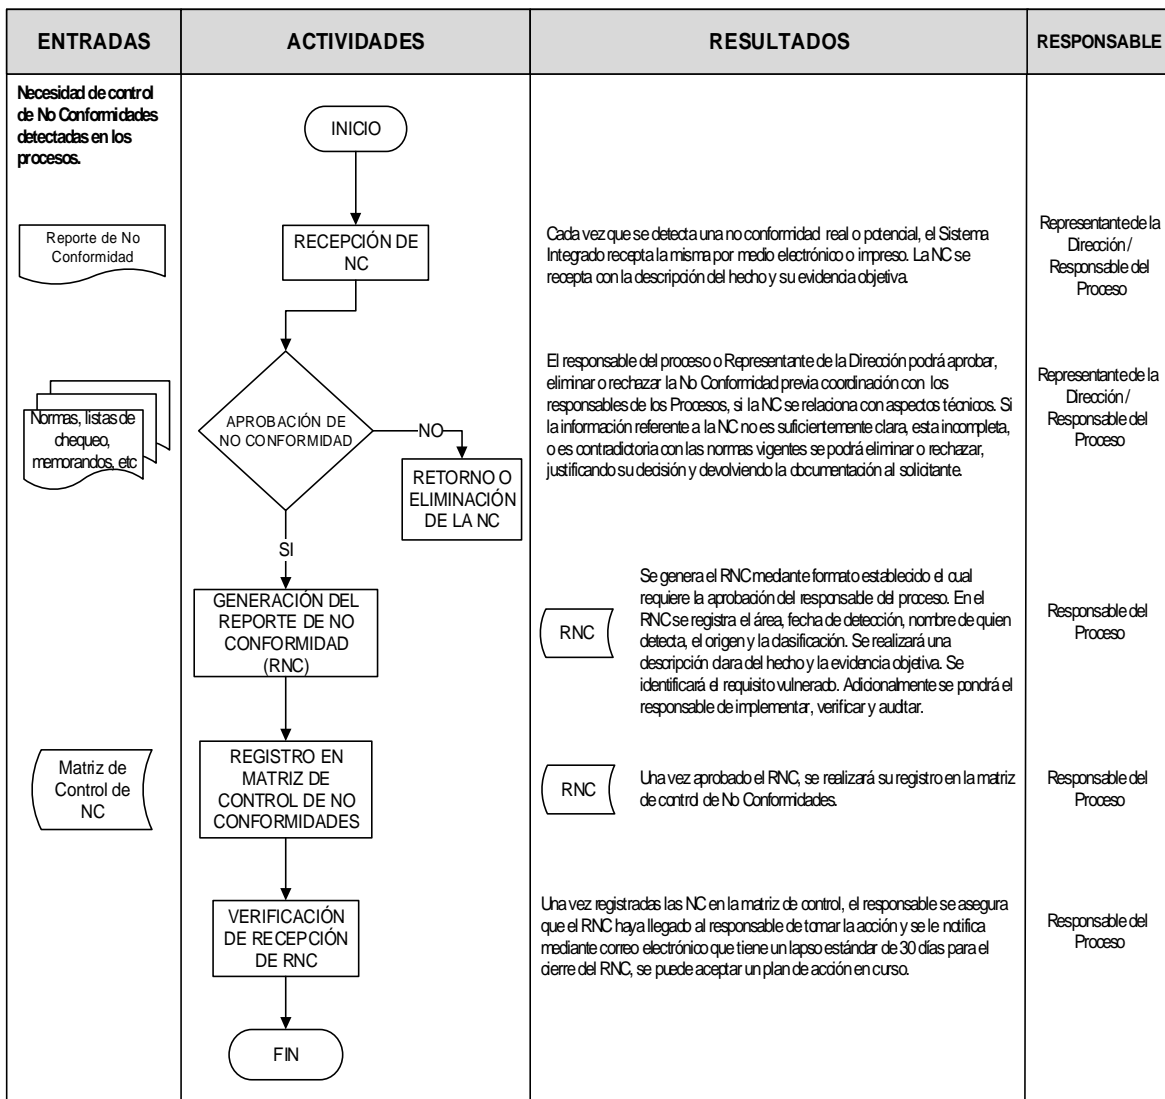 ENTRADAS
ACTIVIDADES
RESULTADOS
RESPONSABLE
Necesidad de control
de No Conformidades
detectadas en los
procesos.
INICIO
Reporte de No
Conformidad
RECEPCIÓN DE
NC
Cada vez que se detecta una no conformidad real o potencial, el Sistema
Integrado recepta la misma por medio electrónico o impreso. La NC se
recepta con la descripción del hecho y su evidencia objetiva.
Representante de la
Dirección /
Responsable del
Proceso
Normas, listas de
chequeo,
memorandos, etc
APROBACIÓN DE
NO CONFORMIDAD
NO
RETORNO O
ELIMINACIÓN
DE LA NC
SI
El responsable del proceso o Representante de la Dirección podrá aprobar,
eliminar o rechazar la No Conformidad previa coordinación con los
responsables de los Procesos, si la NC se relaciona con aspectos técnicos. Si
la información referente a la NC no es suficientemente clara, esta incompleta,
o es contradictoria con las normas vigentes se podrá eliminar o rechazar,
justificando su decisión y devolviendo la documentación al solicitante.
Representante de la
Dirección /
Responsable del
Proceso
GENERACIÓN DEL
REPORTE DE NO
CONFORMIDAD
(RNC)
RNC
Se genera el RNC mediante formato establecido el cual
requiere la aprobación del responsable del proceso. En el
RNC se registra el área, fecha de detección, nombre de quien
detecta, el origen y la clasificación. Se realizará una
descripción clara del hecho y la evidencia objetiva. Se
identificará el requisito vulnerado. Adicionalmente se pondrá el
responsable de implementar, verificar y auditar.
Responsable del
Proceso
Matriz de
Control de
NC
REGISTRO EN
MATRIZ DE
CONTROL DE NO
CONFORMIDADES
RNC
Una vez aprobado el RNC, se realizará su registro en la matriz
de control de No Conformidades.
Responsable del
Proceso
VERIFICACIÓN
DE RECEPCIÓN
DE RNC
Una vez registradas las NC en la matriz de control, el responsable se asegura
que el RNC haya llegado al responsable de tomar la acción y se le notifica
mediante correo electrónico que tiene un lapso estándar de 30 días para el
cierre del RNC, se puede aceptar un plan de acción en curso.
Responsable del
Proceso
FIN